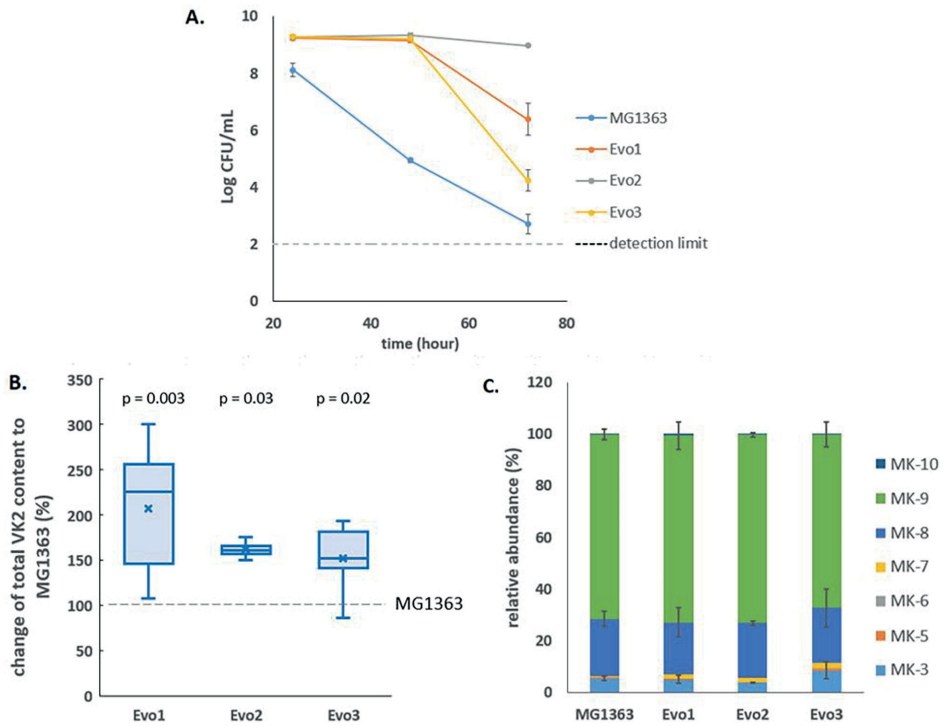 A.
10
8
6
4
2
0
Log CFU/mL
20
40
60
80
time (hour)
MG1363
Evo1
Evo2
Evo3
detection limit
B.
350
300
250
200
150
100
50
0
change of total VK2 content to
MG1363 (%)
p = 0.003
p = 0.03
p = 0.02
MG1363
Evo1
Evo2
Evo3
C.
120
100
80
60
40
20
0
relative abundance (%)
MG1363
Evo1
Evo2
Evo3
MK-10
MK-9
MK-8
MK-7
MK-6
MK-5
MK-3